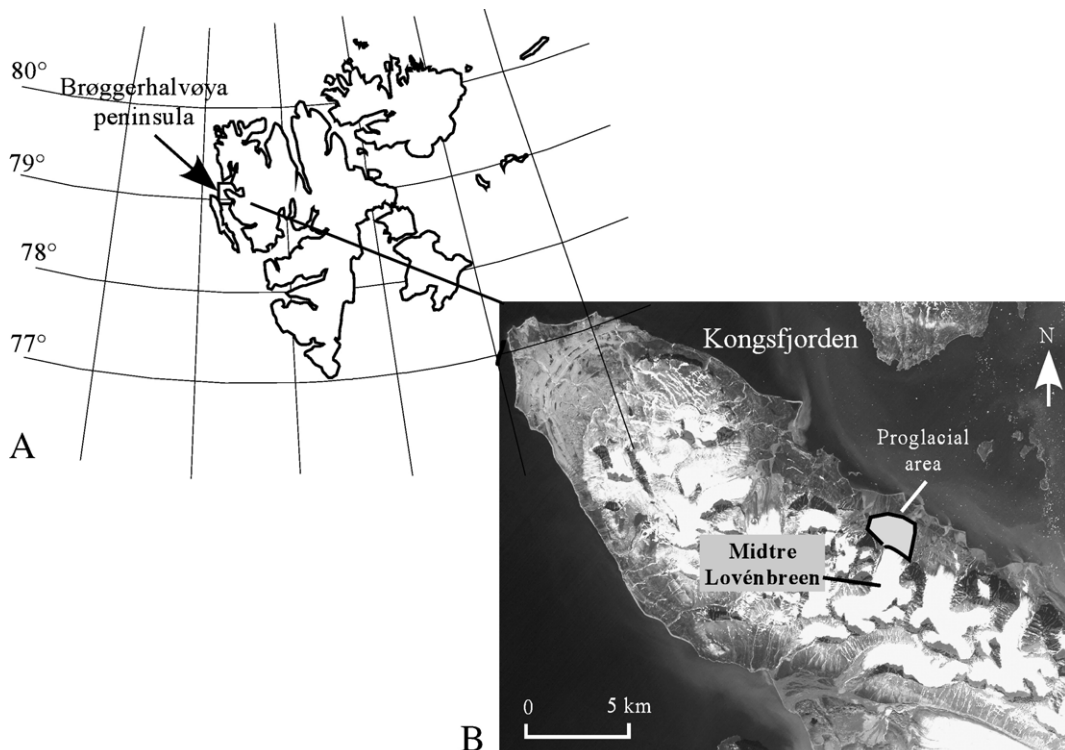 80°
Brøggerhalvøya
peninsula
79°
78°
77°
A
Kongsfjorden
N
Proglacial
area
Midtre
Lovénbreen
0 5 km
B